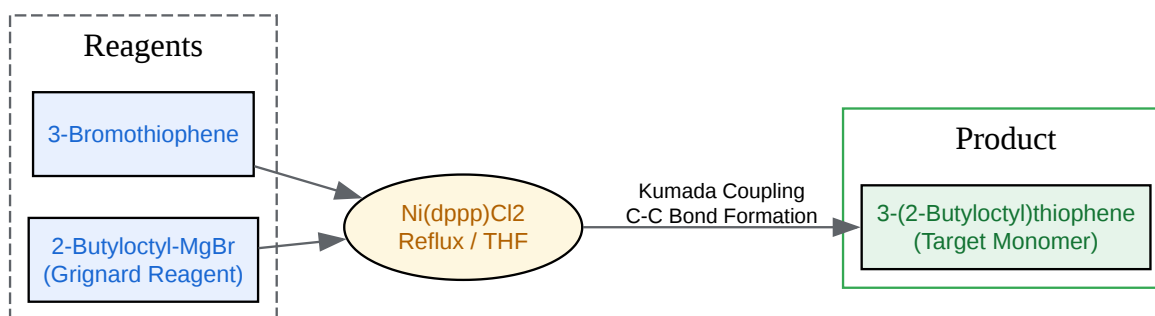 Reagents
3-Bromothiophene
2-Butyloctyl-MgBr
(Grignard Reagent)
Ni(dppp)Cl2
Reflux / THF
Kumada Coupling
C-C Bond Formation
Product
3-(2-Butyloctyl)thiophene
(Target Monomer)